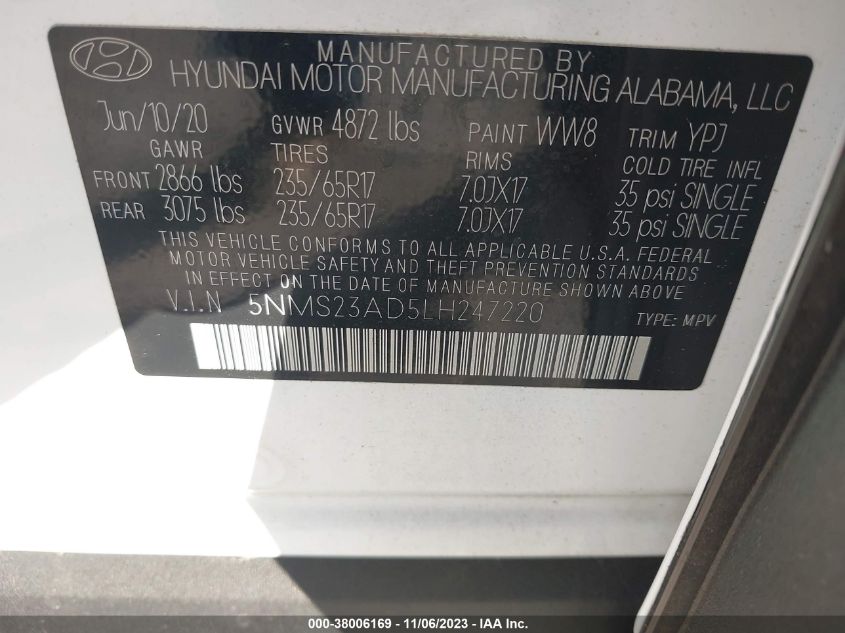 MANUFACTURED BY
HYUNDAI MOTOR MANUFACTURING ALABAMA, LLC
Jun/10/20 GVWR 4872 lbs PAINT WW8 TRIM YPJ
GAWR TIRES RIMS COLD TIRE INFL
FRONT 2866 lbs 235/65R17 7.0JX17 35 psi SINGLE
REAR 3075 lbs 235/65R17 7.0JX17 35 psi SINGLE
THIS VEHICLE CONFORMS TO ALL APPLICABLE U.S.A. FEDERAL
MOTOR VEHICLE SAFETY AND THEFT PREVENTION STANDARDS
IN EFFECT ON THE DATE OF MANUFACTURE SHOWN ABOVE
V.I.N 5NMS23AD5LH247220 TYPE: MPV
000-38006169 - 11/06/2023 - IAA Inc.